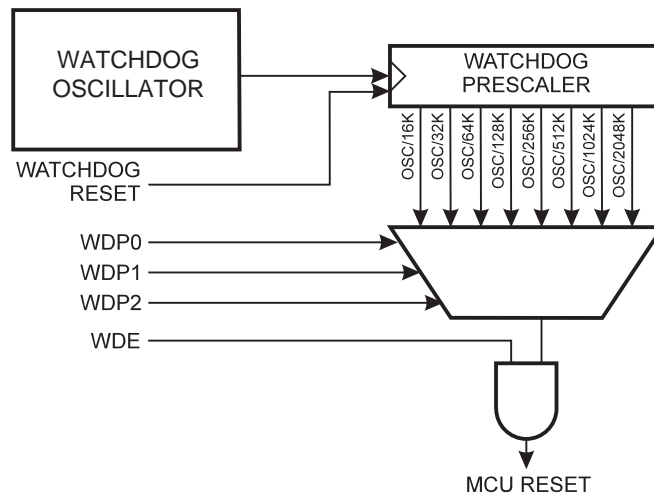 WATCHDOG
OSCILLATOR
WATCHDOG
PRESCALER
WATCHDOG
RESET
OSC/16K
OSC/32K
OSC/64K
OSC/128K
OSC/256K
OSC/512K
OSC/1024K
OSC/2048K
WDP0
WDP1
WDP2
WDE
MCU RESET